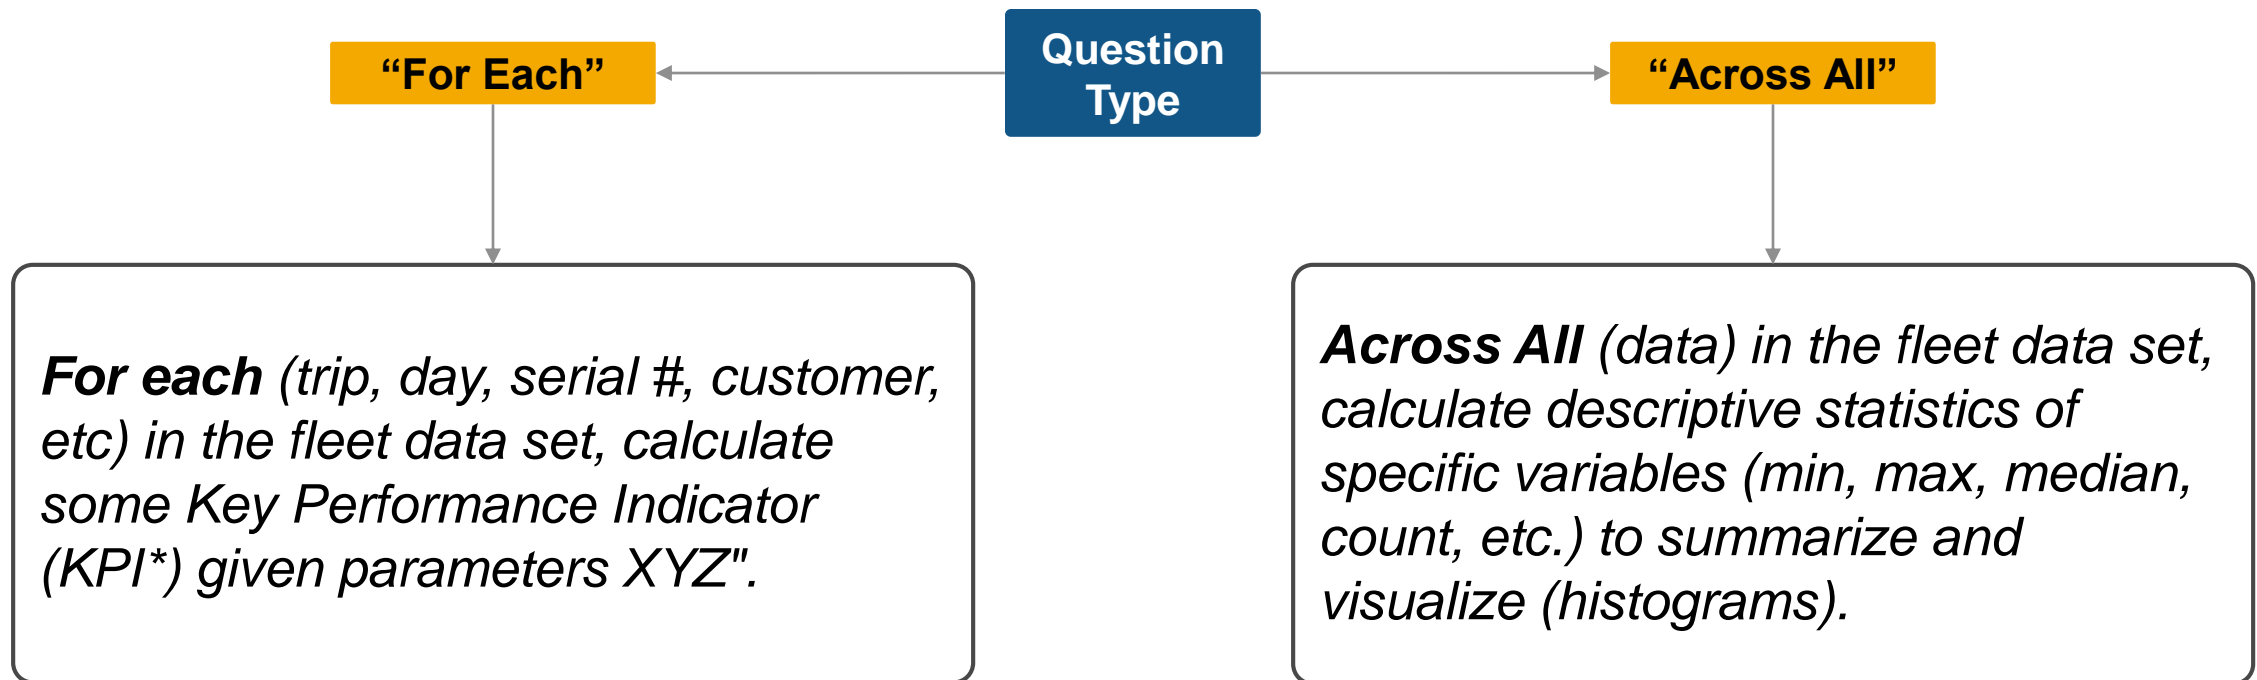 Question
Type
“For Each”
“Across All”
For each (trip, day, serial #, customer,
etc) in the fleet data set, calculate
some Key Performance Indicator
(KPI*) given parameters XYZ".
Across All (data) in the fleet data set,
calculate descriptive statistics of
specific variables (min, max, median,
count, etc.) to summarize and
visualize (histograms).